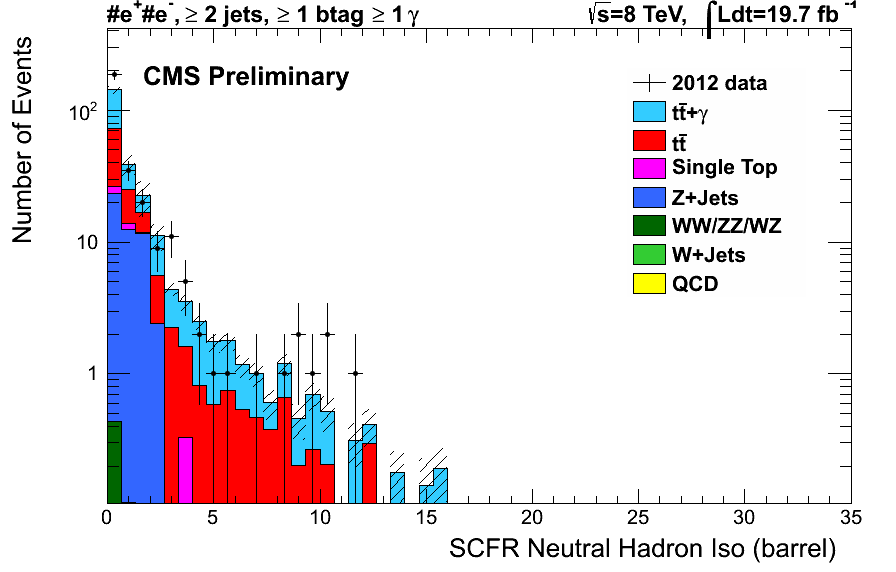 #e⁺#e⁻, ≥ 2 jets, ≥ 1 btag ≥ 1 γ
√s=8 TeV, ∫Ldt=19.7 fb⁻¹
CMS Preliminary
2012 data
tt̄+γ
tt̄
Single Top
Z+Jets
WW/ZZ/WZ
W+Jets
QCD
Number of Events
10²
10
1
0 5 10 15 20 25 30 35
SCFR Neutral Hadron Iso (barrel)